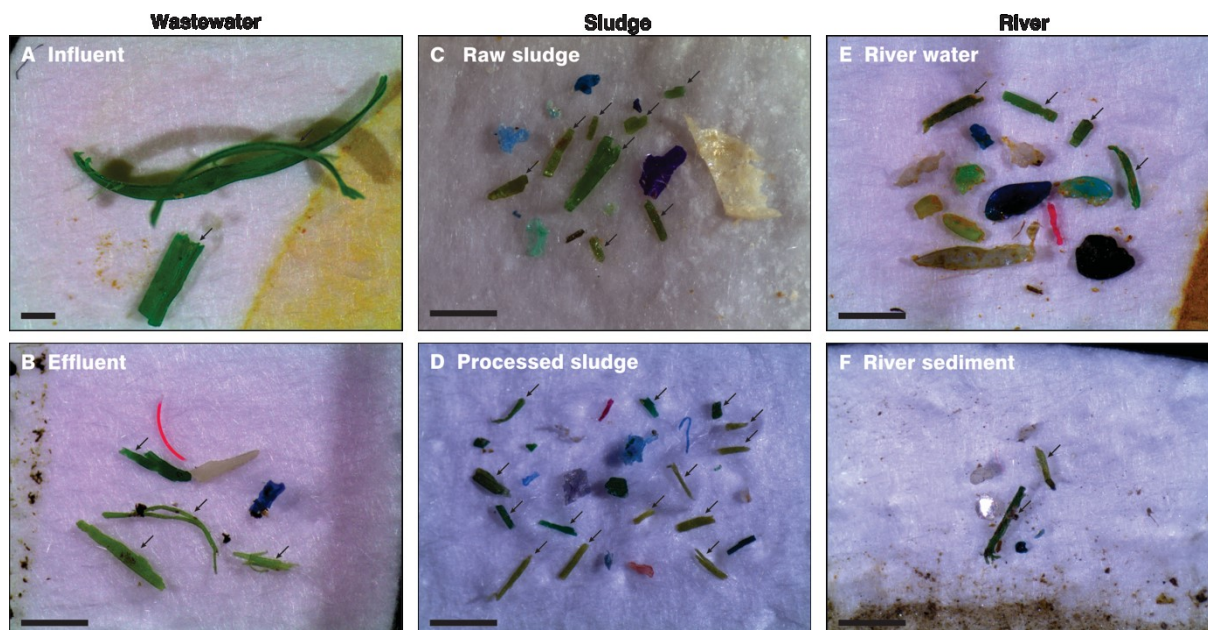 Wastewater
Sludge
River
A Influent
C Raw sludge
E River water
B Effluent
D Processed sludge
F River sediment